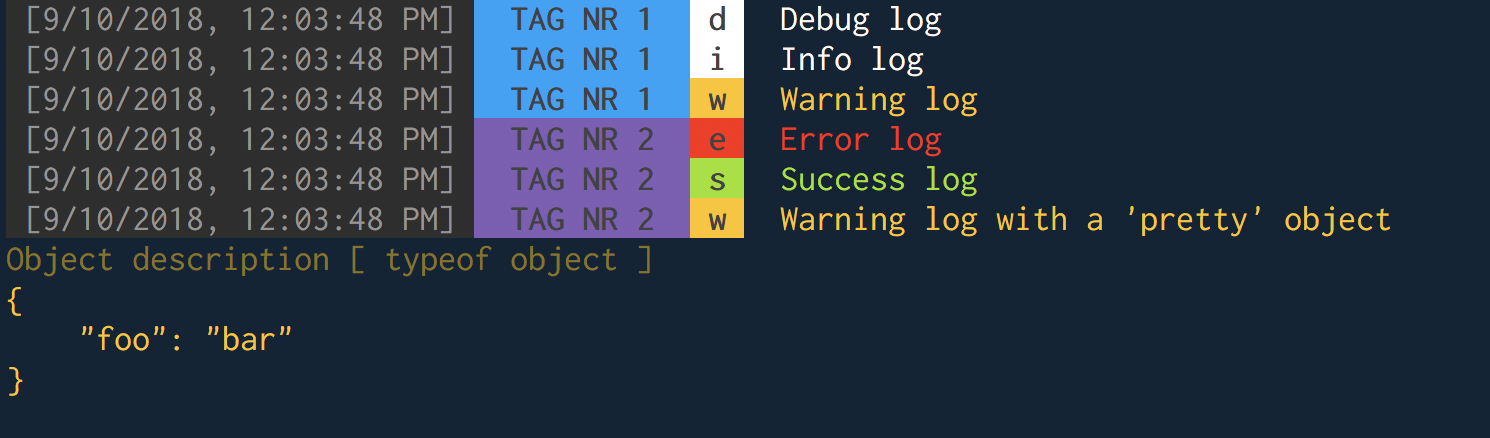 [9/10/2018, 12:03:48 PM] TAG NR 1 d Debug log
[9/10/2018, 12:03:48 PM] TAG NR 1 i Info log
[9/10/2018, 12:03:48 PM] TAG NR 1 w Warning log
[9/10/2018, 12:03:48 PM] TAG NR 2 e Error log
[9/10/2018, 12:03:48 PM] TAG NR 2 s Success log
[9/10/2018, 12:03:48 PM] TAG NR 2 w Warning log with a 'pretty' object
Object description [ typeof object ]
{
    "foo": "bar"
}